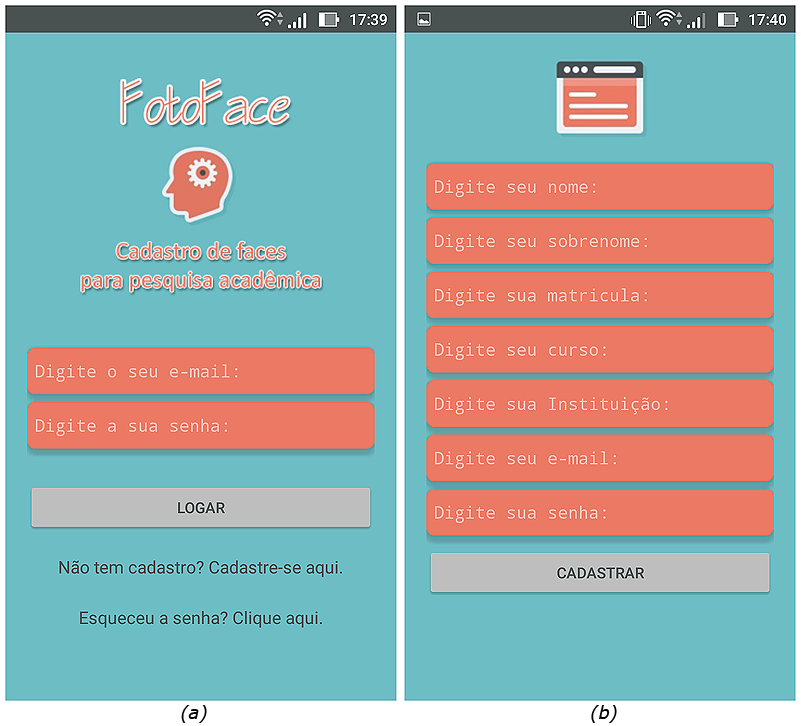 17:39
FotoFace
Cadastro de faces
para pesquisa acadêmica
Digite o seu e-mail:
Digite a sua senha:
LOGAR
Não tem cadastro? Cadastre-se aqui.
Esqueceu a senha? Clique aqui.
(a)
17:40
Digite seu nome:
Digite seu sobrenome:
Digite sua matricula:
Digite seu curso:
Digite sua Instituição:
Digite seu e-mail:
Digite sua senha:
CADASTRAR
(b)